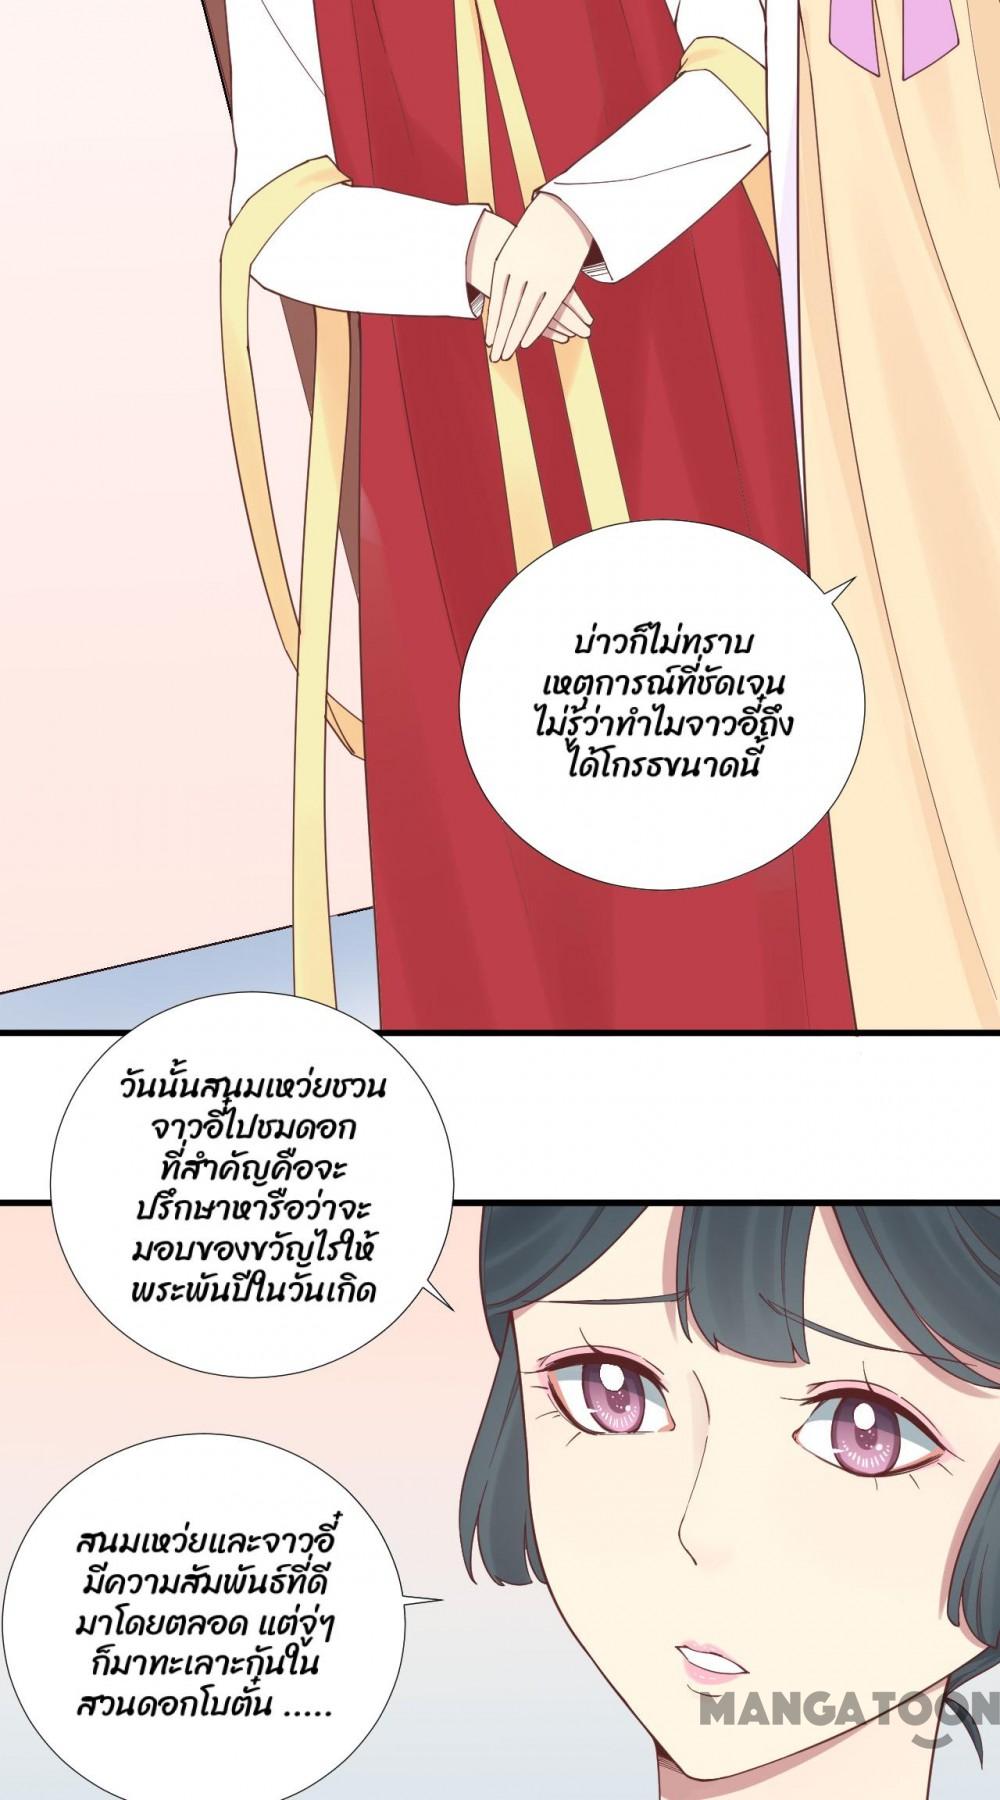 บ่าวก็ไม่ทราบ
เหตุการณ์ที่ชัดเจน
ไม่รู้ว่าทำไมจาวอี๋ถึง
ได้โกรธขนาดนี้
วันนั้นสนมเหว่ยชวน
จาวอี๋ไปชมดอก
ที่สำคัญคือจะ
ปรึกษาหารือว่าจะ
มอบของขวัญไรให้
พระพันปีในวันเกิด
สนมเหว่ยและจาวอี๋
มีความสัมพันธ์ที่ดี
มาโดยตลอด แต่จู่ๆ
ก็มาทะเลาะกันใน
สวนดอกโบตั๋น .....
MANGATOON